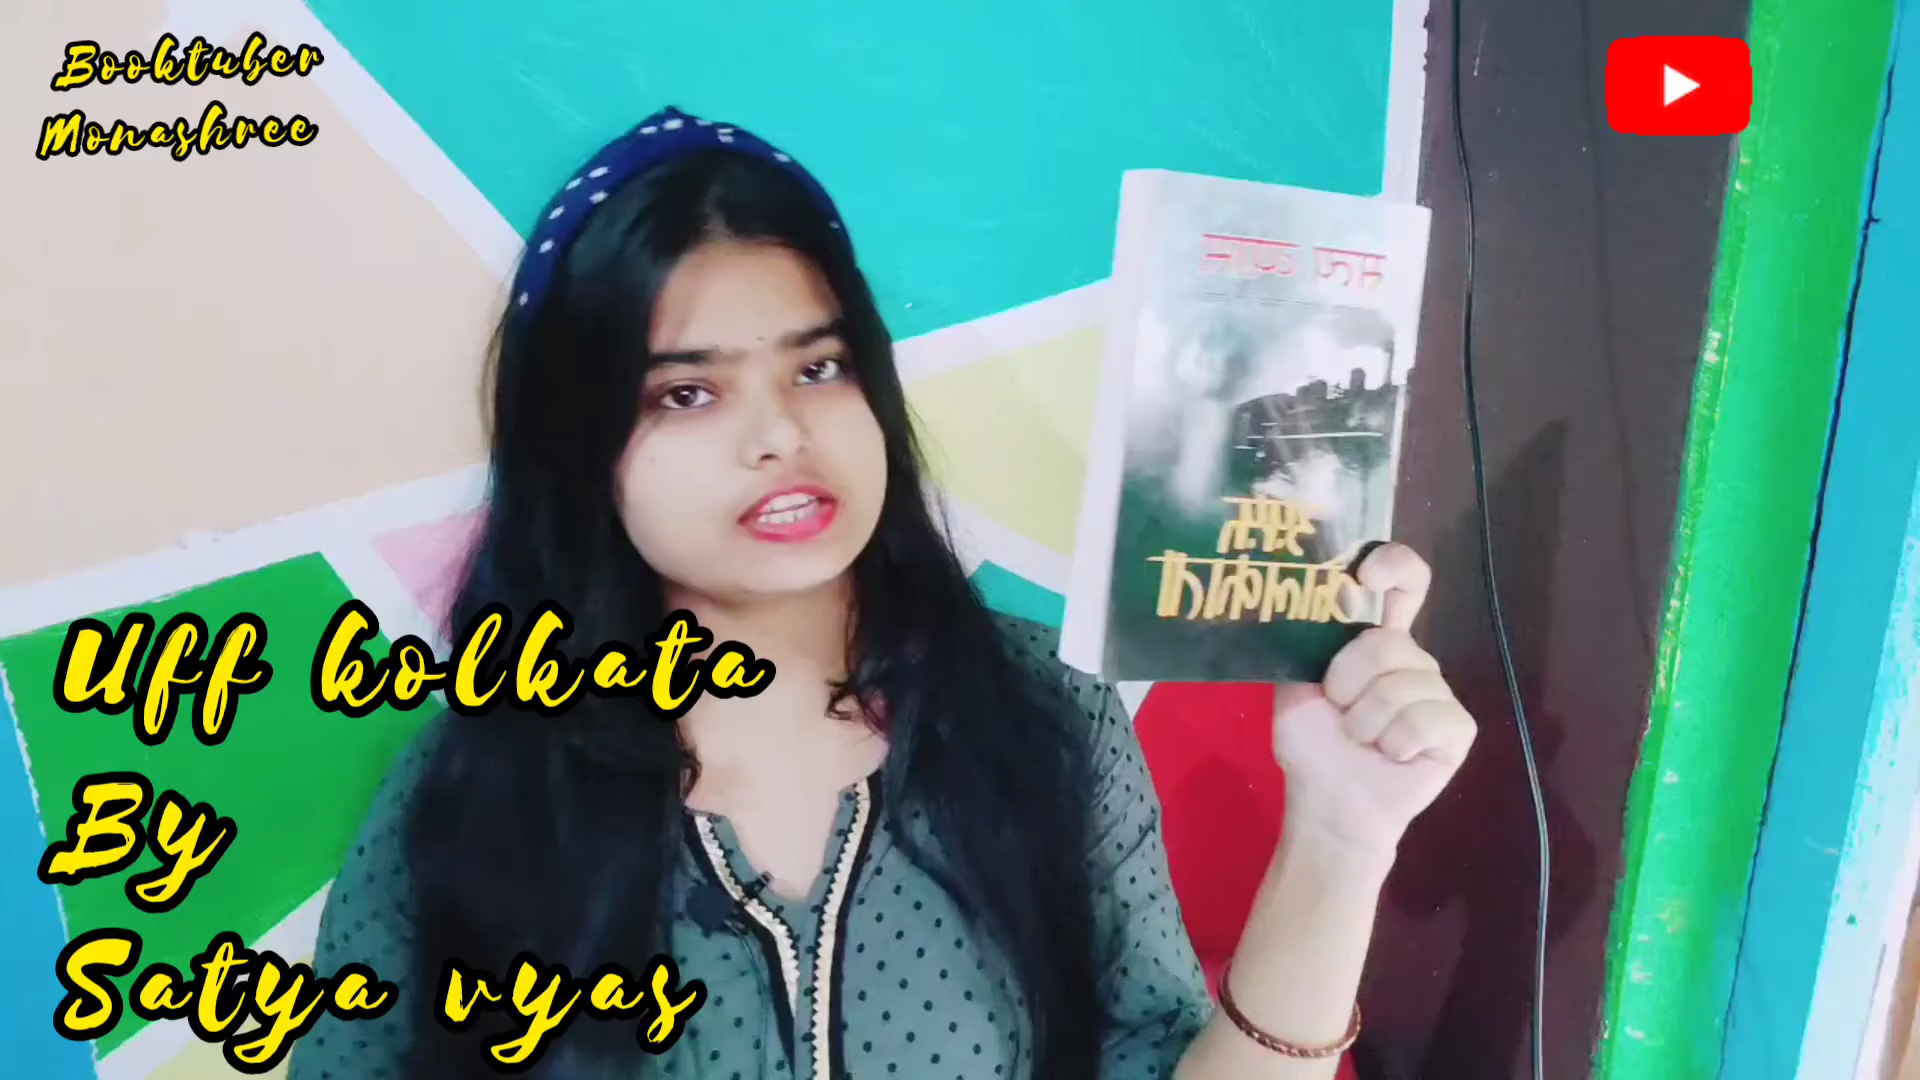 Booktuber
Monashree
Uff kolkata
By
Satya vyas